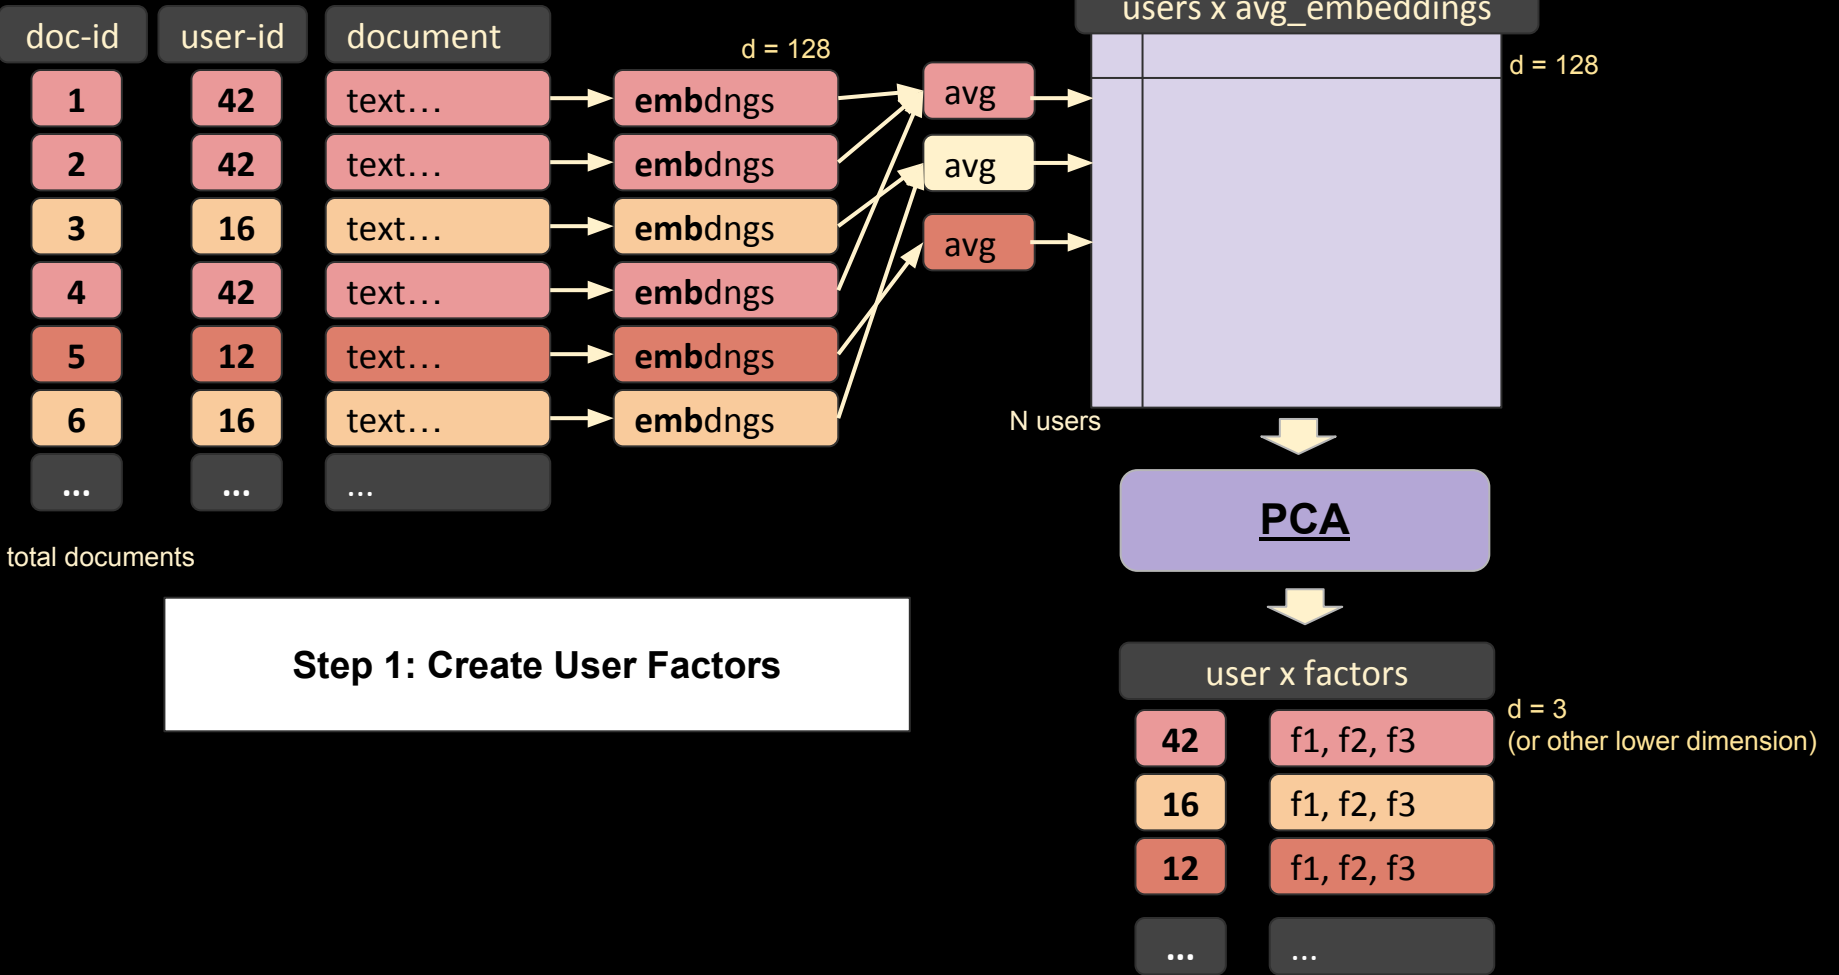 users x avg_embeddings
doc-id user-id document
d = 128
d = 128
1 42 text... embdngs avg
2 42 text... embdngs avg
3 16 text... embdngs
avg
4 42 text... embdngs
5 12 text... embdngs
6 16 text... embdngs
N users
... ... ...
PCA
total documents
Step 1: Create User Factors
user x factors
d = 3
(or other lower dimension)
42 f1, f2, f3
16 f1, f2, f3
12 f1, f2, f3
... ...